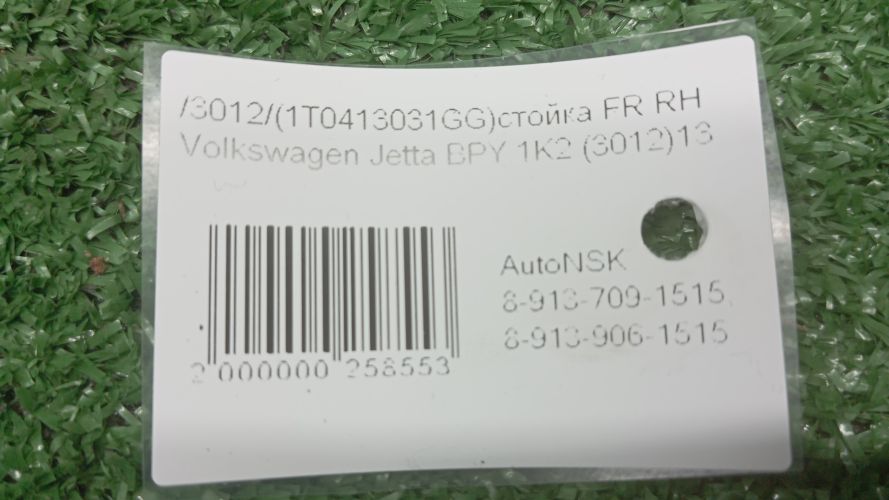 /3012/(1T0413031GG)стойка FR RH
Volkswagen Jetta BPY 1K2 (3012)13
AutoNSK
8-913-709-1515,
8-913-906-1515
2 000000 258553